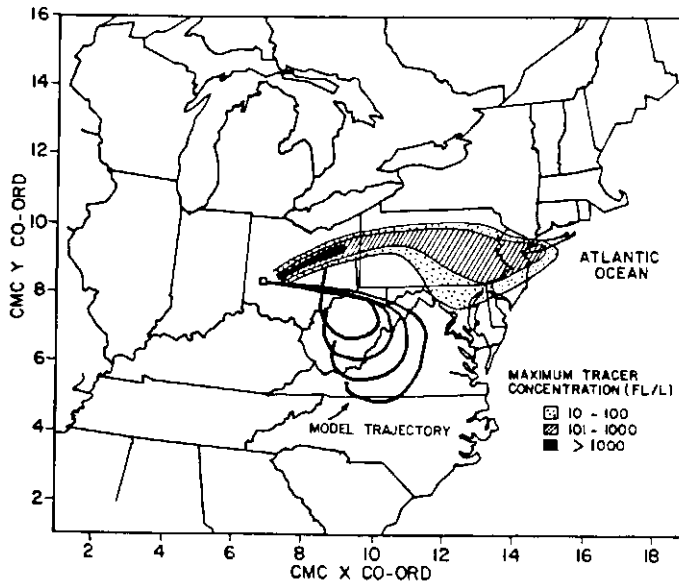 16
14
12
10
8
6
4
2
CMC Y CO-ORD
2
4
6
8
10
12
14
16
18
CMC X CO-ORD
ATLANTIC
OCEAN
MODEL TRAJECTORY
MAXIMUM TRACER
CONCENTRATION (FL/L)
10 - 100
101 - 1000
> 1000